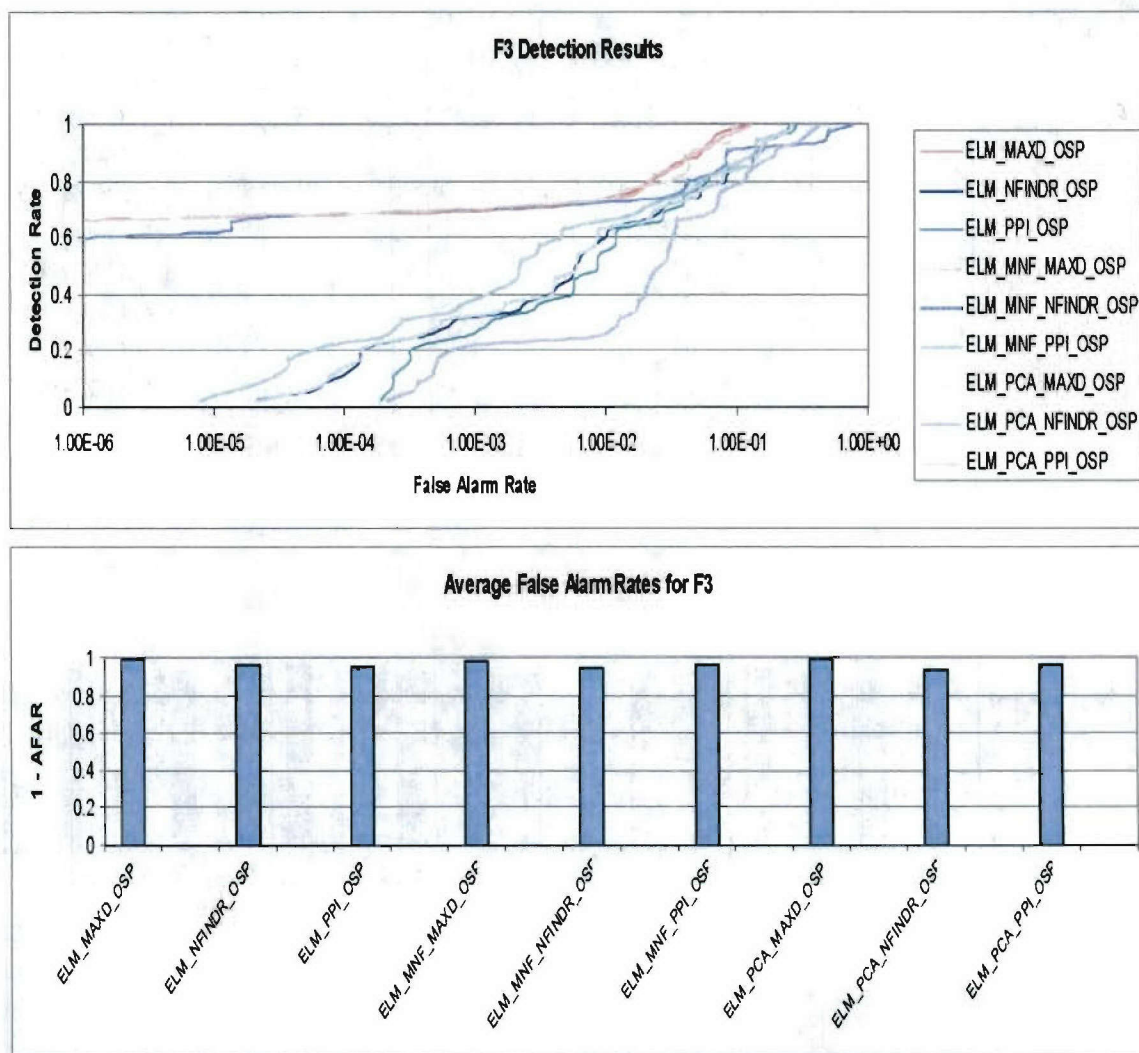 F3 Detection Results
Detection Rate
1
0.8
0.6
0.4
0.2
0
1.00E-06
1.00E-05
1.00E-04
1.00E-03
1.00E-02
1.00E-01
1.00E+00
False Alarm Rate
ELM_MAXD_OSP
ELM_NFINDR_OSP
ELM_PPI_OSP
ELM_MNF_MAXD_OSP
ELM_MNF_NFINDR_OSP
ELM_MNF_PPI_OSP
ELM_PCA_MAXD_OSP
ELM_PCA_NFINDR_OSP
ELM_PCA_PPI_OSP
Average False Alarm Rates for F3
1 - AFAR
1
0.8
0.6
0.4
0.2
0
ELM_MAXD_OSP
ELM_NFINDR_OSP
ELM_PPI_OSP
ELM_MNF_MAXD_OSP
ELM_MNF_NFINDR_OSP
ELM_MNF_PPI_OSP
ELM_PCA_MAXD_OSP
ELM_PCA_NFINDR_OSP
ELM_PCA_PPI_OSP